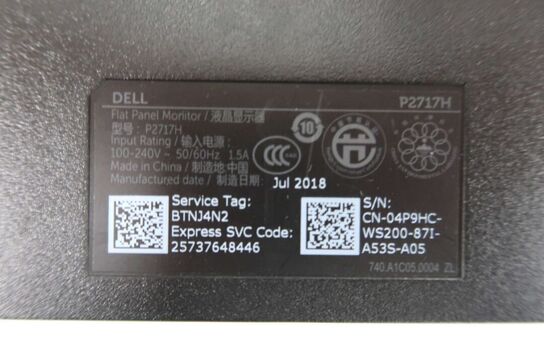 DELL
P2717H
Flat Panel Monitor / 液晶显示器
型号: P2717H
Input Rating / 输入电源:
100-240V~ 50/60Hz 1.5A
Made in China / 制造地:中国
Manufactured date / 制造日期: Jul 2018
10
CCC
Service Tag:
BTNJ4N2
Express SVC Code:
25737648446
S/N:
CN-04P9HC-
WS200-87I-
A53S-A05
740.A1C05.0004 ZL